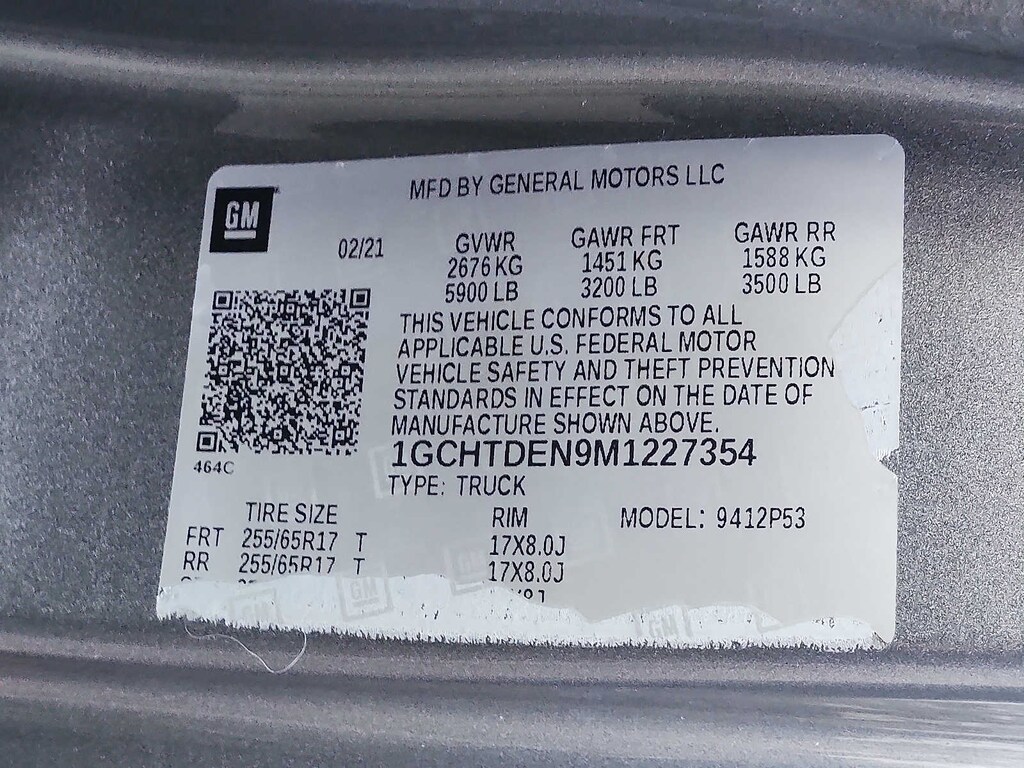 MFD BY GENERAL MOTORS LLC
GM
02/21
GVWR GAWR FRT GAWR RR
2676 KG 1451 KG 1588 KG
5900 LB 3200 LB 3500 LB
THIS VEHICLE CONFORMS TO ALL
APPLICABLE U.S. FEDERAL MOTOR
VEHICLE SAFETY AND THEFT PREVENTION
STANDARDS IN EFFECT ON THE DATE OF
MANUFACTURE SHOWN ABOVE.
1GCHTDEN9M1227354
464C
TYPE: TRUCK
TIRE SIZE RIM MODEL: 9412P53
FRT 255/65R17 T 17X8.0J
RR 255/65R17 T 17X8.0J